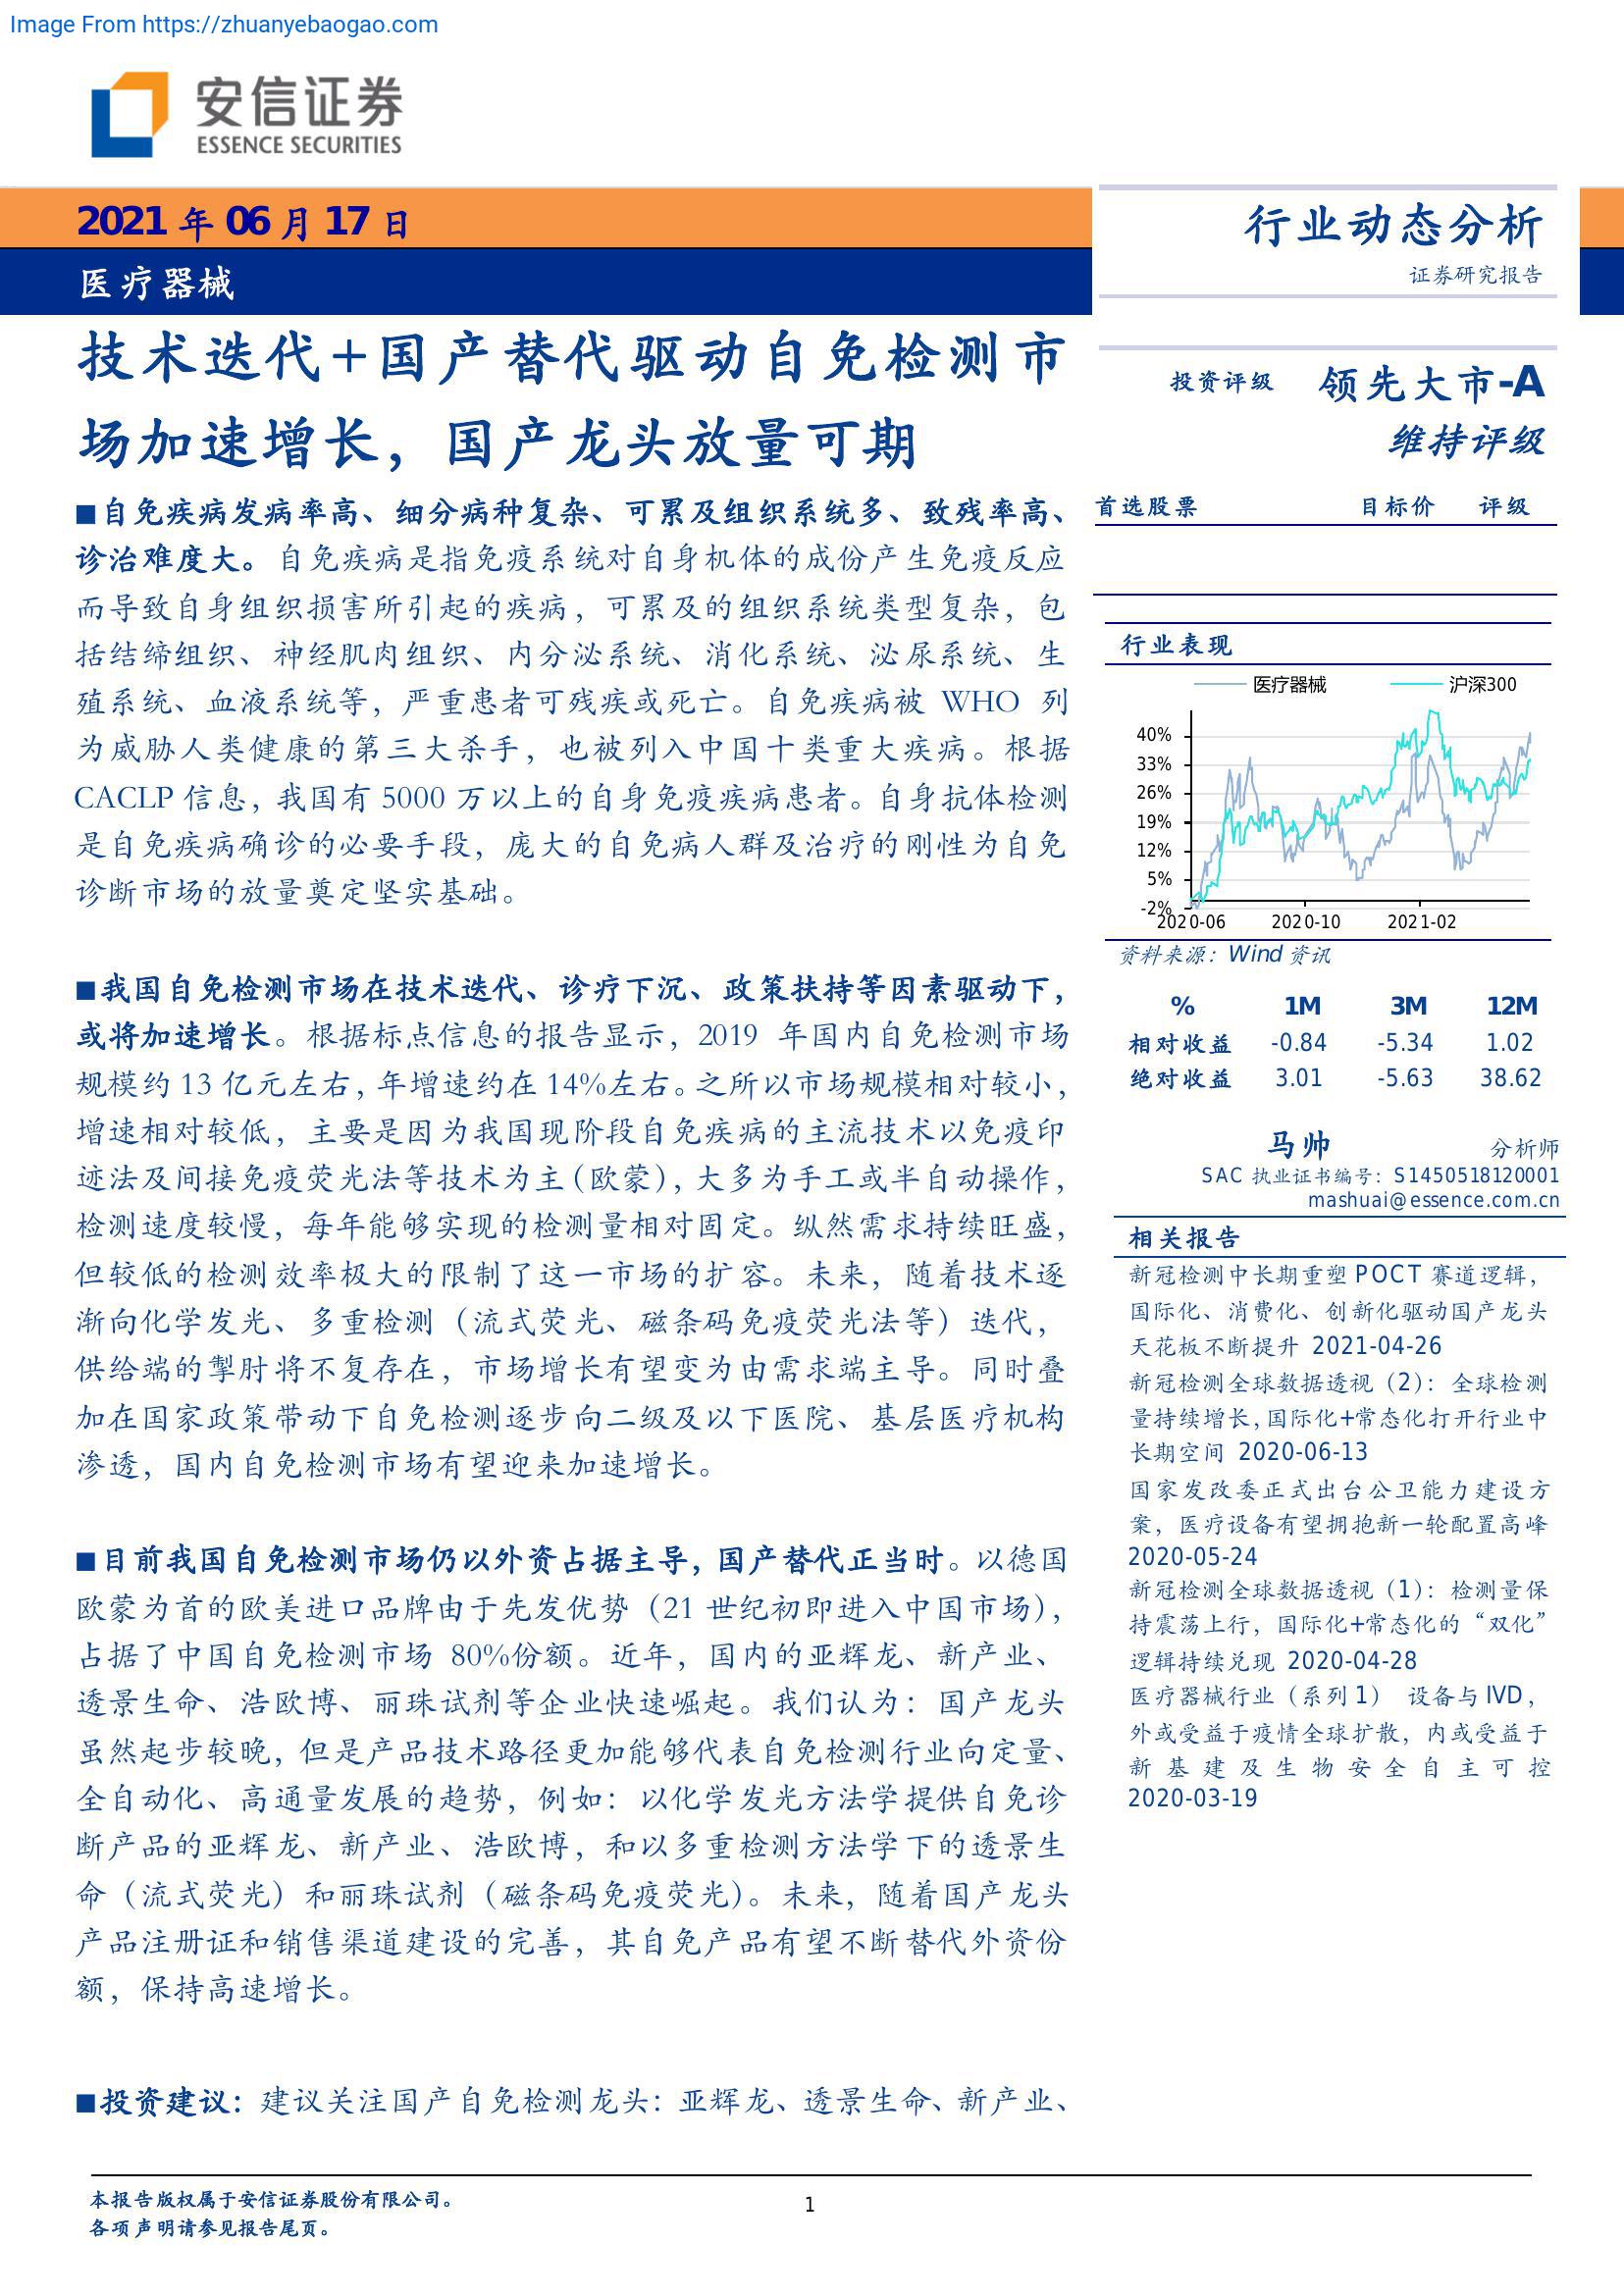 Image From https://zhuanyebaogao.com
安信证券
ESSENCE SECURITIES
2021 年 06 月 17 日
医疗器械
技术迭代+国产替代驱动自免检测市
场加速增长，国产龙头放量可期
■自免疾病发病率高、细分病种复杂、可累及组织系统多、致残率高、
诊治难度大。自免疾病是指免疫系统对自身机体的成份产生免疫反应
而导致自身组织损害所引起的疾病，可累及的组织系统类型复杂，包
括结缔组织、神经肌肉组织、内分泌系统、消化系统、泌尿系统、生
殖系统、血液系统等，严重患者可残疾或死亡。自免疾病被 WHO 列
为威胁人类健康的第三大杀手，也被列入中国十类重大疾病。根据
CACLP 信息，我国有 5000 万以上的自身免疫疾病患者。自身抗体检测
是自免疾病确诊的必要手段，庞大的自免病人群及治疗的刚性为自免
诊断市场的放量奠定坚实基础。
■我国自免检测市场在技术迭代、诊疗下沉、政策扶持等因素驱动下，
或将加速增长。根据标点信息的报告显示，2019 年国内自免检测市场
规模约 13 亿元左右，年增速约在 14%左右。之所以市场规模相对较小，
增速相对较低，主要是因为我国现阶段自免疾病的主流技术以免疫印
迹法及间接免疫荧光法等技术为主（欧蒙），大多为手工或半自动操作，
检测速度较慢，每年能够实现的检测量相对固定。纵然需求持续旺盛，
但较低的检测效率极大的限制了这一市场的扩容。未来，随着技术逐
渐向化学发光、多重检测（流式荧光、磁条码免疫荧光法等）迭代，
供给端的掣肘将不复存在，市场增长有望变为由需求端主导。同时叠
加在国家政策带动下自免检测逐步向二级及以下医院、基层医疗机构
渗透，国内自免检测市场有望迎来加速增长。
■目前我国自免检测市场仍以外资占据主导，国产替代正当时。以德国
欧蒙为首的欧美进口品牌由于先发优势（21 世纪初即进入中国市场），
占据了中国自免检测市场 80%份额。近年，国内的亚辉龙、新产业、
透景生命、浩欧博、丽珠试剂等企业快速崛起。我们认为：国产龙头
虽然起步较晚，但是产品技术路径更加能够代表自免检测行业向定量、
全自动化、高通量发展的趋势，例如：以化学发光方法学提供自免诊
断产品的亚辉龙、新产业、浩欧博，和以多重检测方法学下的透景生
命（流式荧光）和丽珠试剂（磁条码免疫荧光）。未来，随着国产龙头
产品注册证和销售渠道建设的完善，其自免产品有望不断替代外资份
额，保持高速增长。
■投资建议：建议关注国产自免检测龙头：亚辉龙、透景生命、新产业、
行业动态分析
证券研究报告
投资评级 领先大市-A
维持评级
首选股票 目标价 评级
行业表现
医疗器械 沪深300
40%
33%
26%
19%
12%
5%
-2%
2020-06 2020-10 2021-02
资料来源：Wind 资讯
% 1M 3M 12M
相对收益 -0.84 -5.34 1.02
绝对收益 3.01 -5.63 38.62
马帅 分析师
SAC 执业证书编号：S1450518120001
mashuai@essence.com.cn
相关报告
新冠检测中长期重塑 POCT 赛道逻辑，
国际化、消费化、创新化驱动国产龙头
天花板不断提升 2021-04-26
新冠检测全球数据透视（2）：全球检测
量持续增长，国际化+常态化打开行业中
长期空间 2020-06-13
国家发改委正式出台公卫能力建设方
案，医疗设备有望拥抱新一轮配置高峰
2020-05-24
新冠检测全球数据透视（1）：检测量保
持震荡上行，国际化+常态化的“双化”
逻辑持续兑现 2020-04-28
医疗器械行业（系列 1） 设备与 IVD，
外或受益于疫情全球扩散，内或受益于
新基建及生物安全自主可控
2020-03-19
本报告版权属于安信证券股份有限公司。
各项声明请参见报告尾页。
1